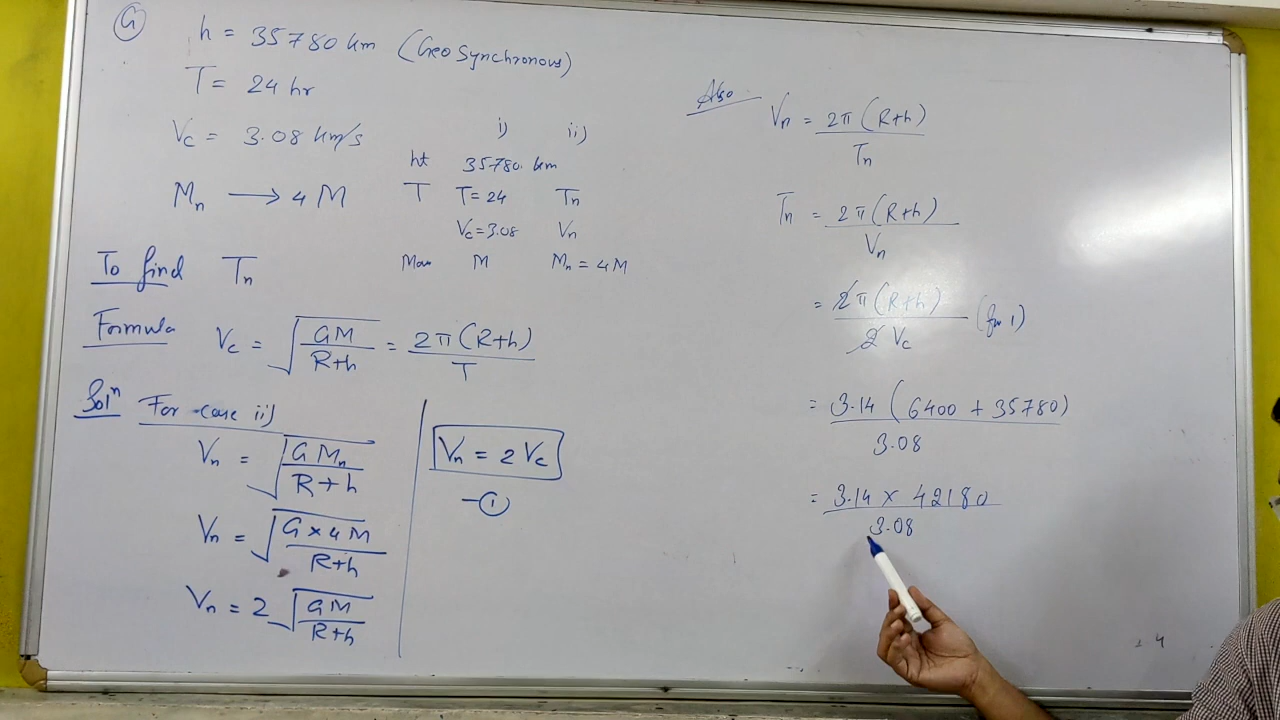 G
h = 35780 km (Geo Synchronous)
T = 24 hr
Vc = 3.08 km/s
Mn → 4M
i) ii)
ht 35780. km
T T = 24 Tn
Vc = 3.08 Vn
Mass M Mn = 4M
To find Tn
Formula Vc = √(GM/(R+h)) = 2π(R+h)/T
Solⁿ For case ii)
Vn = √(GMn/(R+h))
Vn = √(G×4M/(R+h))
Vn = 2√(GM/(R+h))
Vn = 2 Vc
-①
Also Vn = 2π(R+h)/Tn
Tn = 2π(R+h)/Vn
= 2π(R+h)/2Vc (fm 1)
= 3.14 (6400 + 35780)/3.08
= 3.14 × 42180/3.08